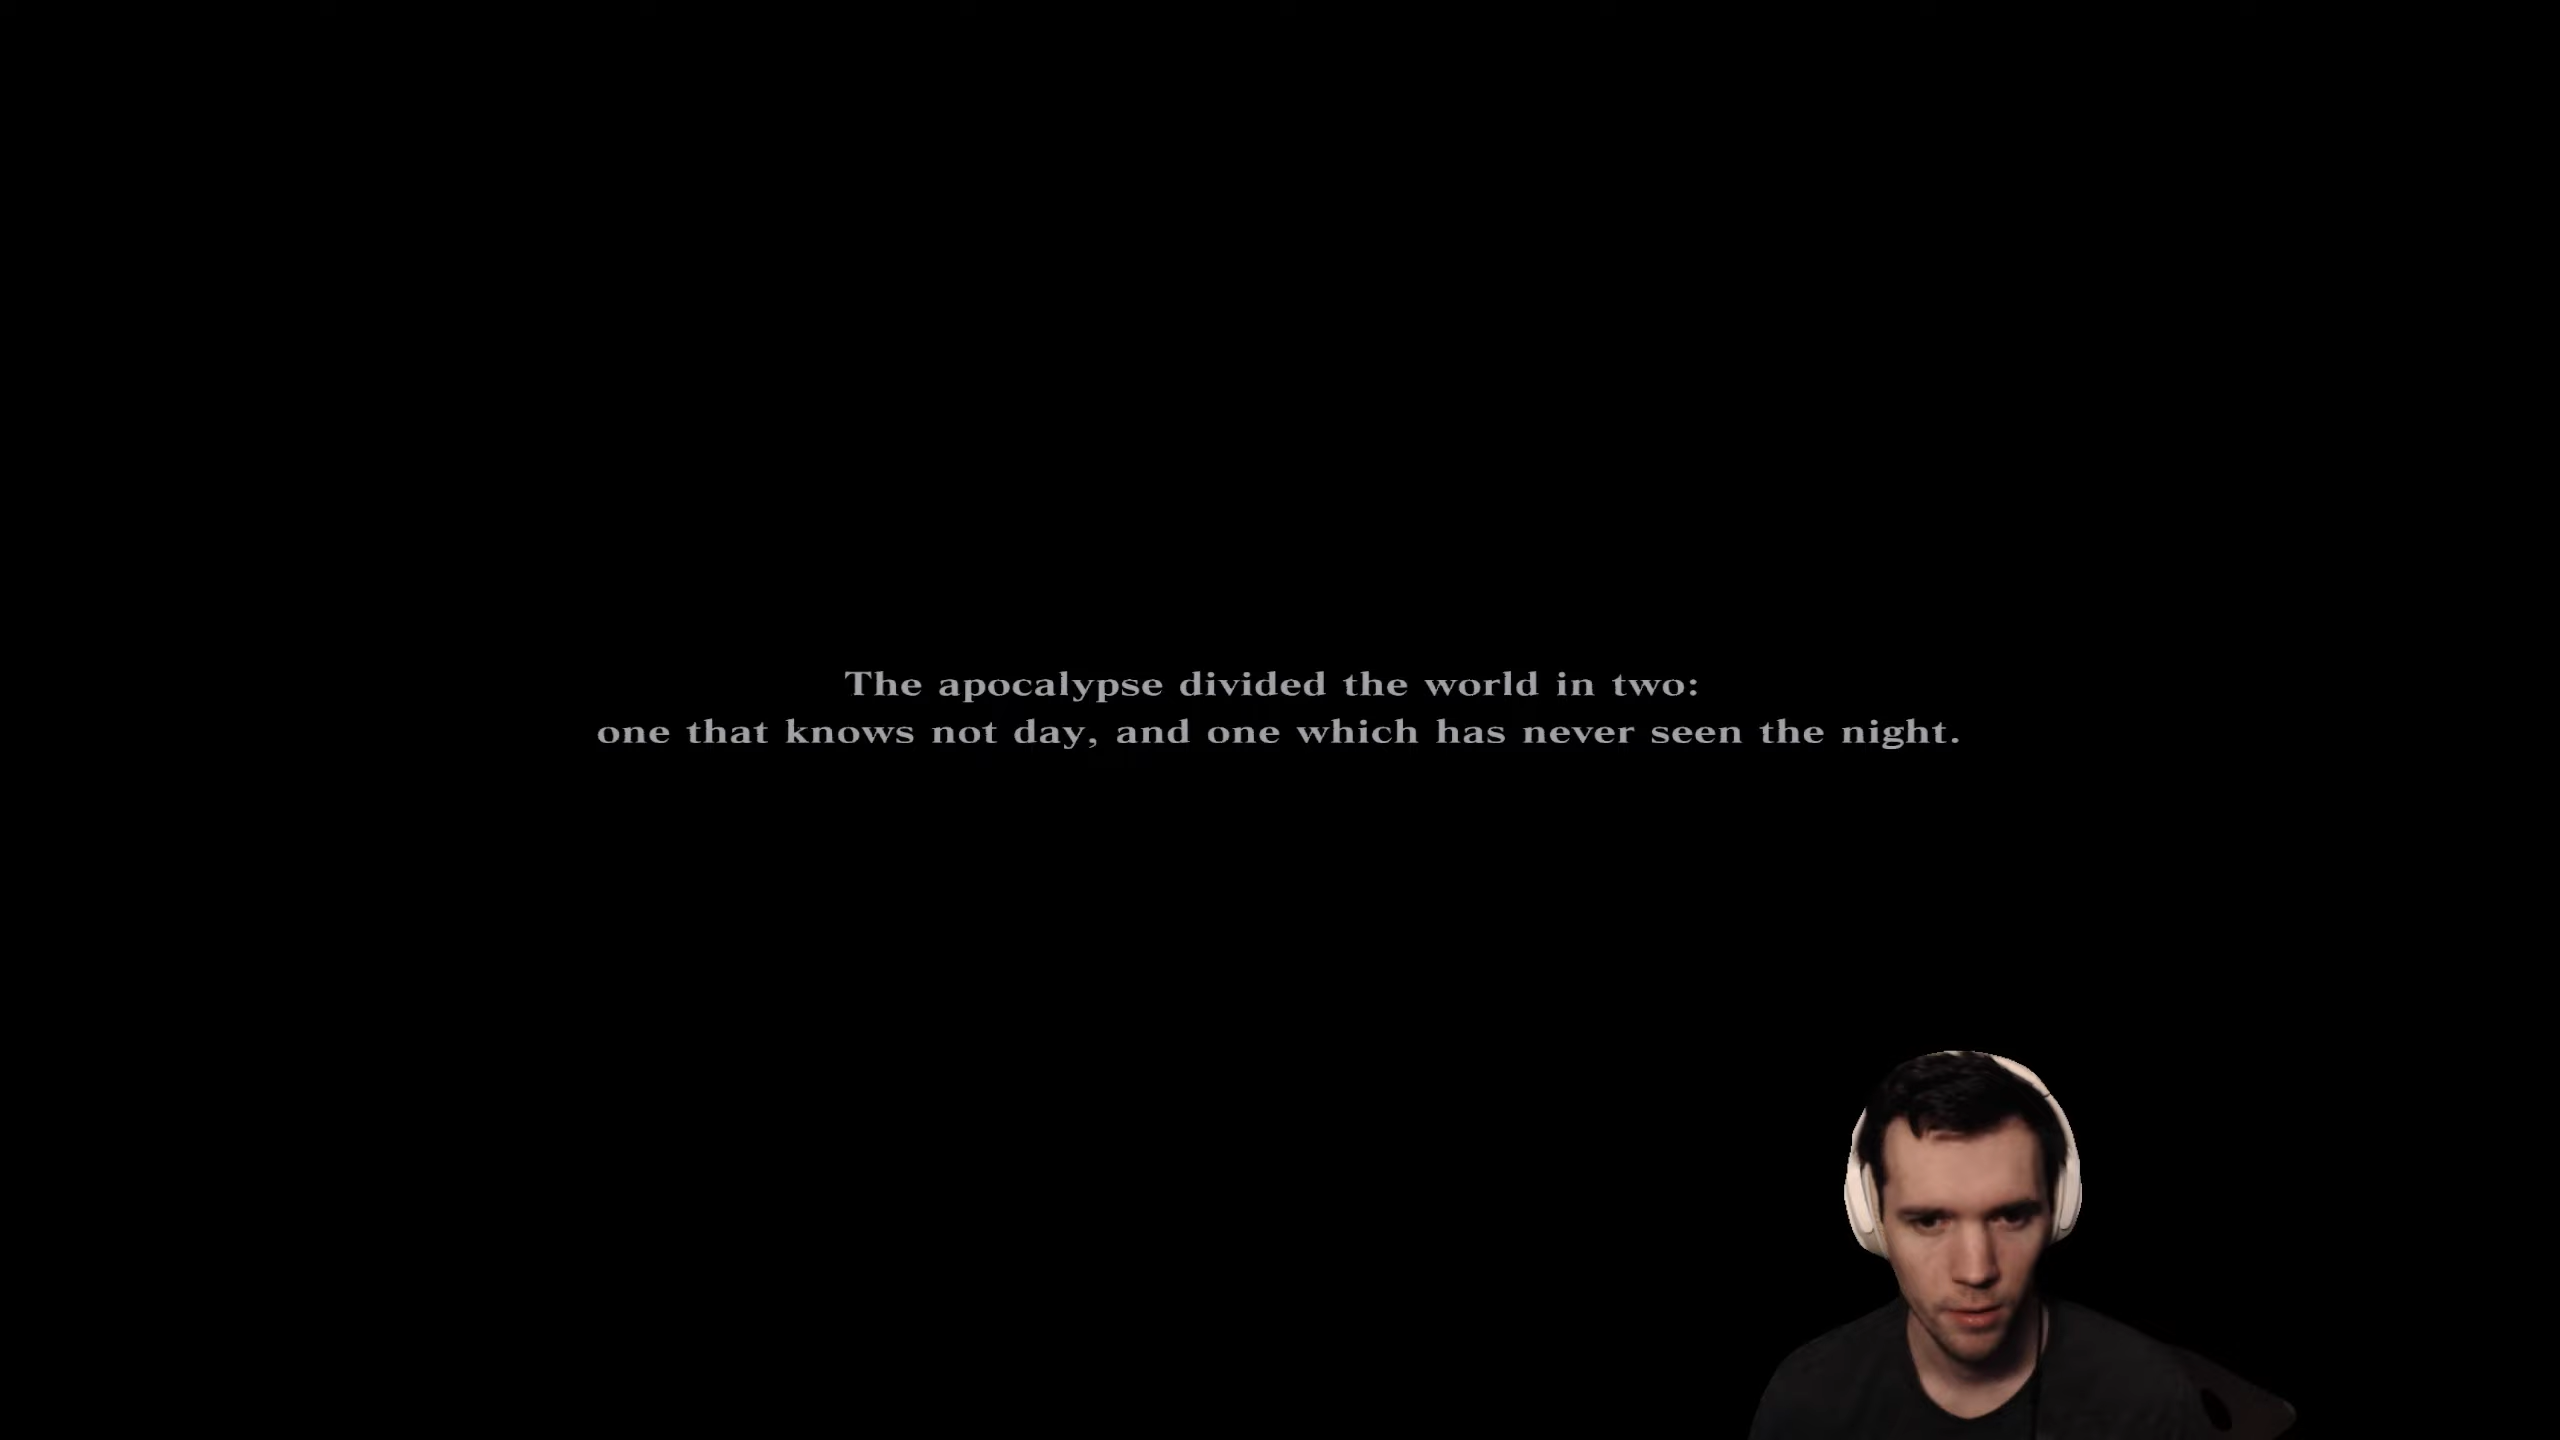 The apocalypse divided the world in two:
one that knows not day, and one which has never seen the night.